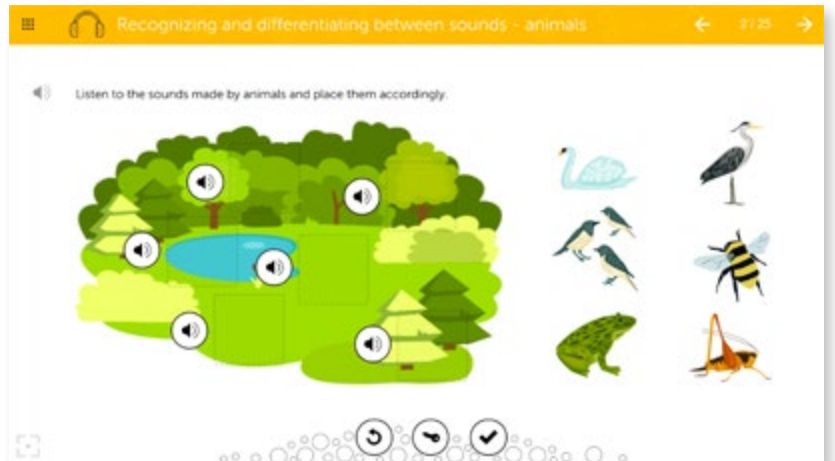 Recognizing and differentiating between sounds - animals
2 / 25
Listen to the sounds made by animals and place them accordingly.